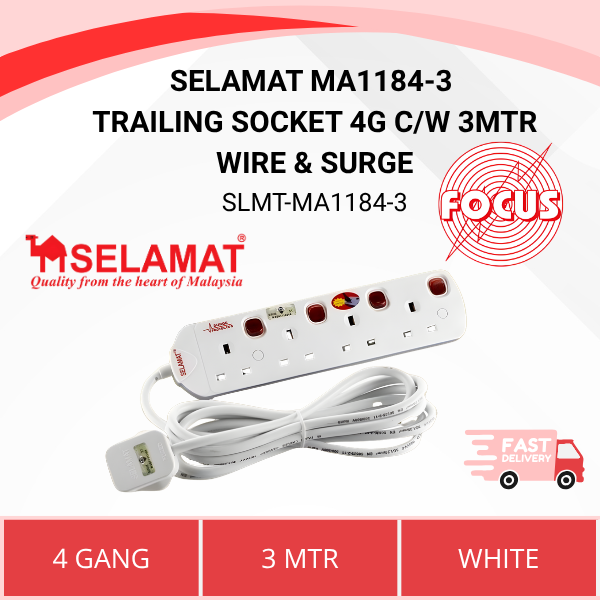 SELAMAT MA1184-3
TRAILING SOCKET 4G C/W 3MTR
WIRE & SURGE
SLMT-MA1184-3
FOCUS
SELAMAT®
Quality from the heart of Malaysia
SELAMAT
FAST
DELIVERY
4 GANG
3 MTR
WHITE